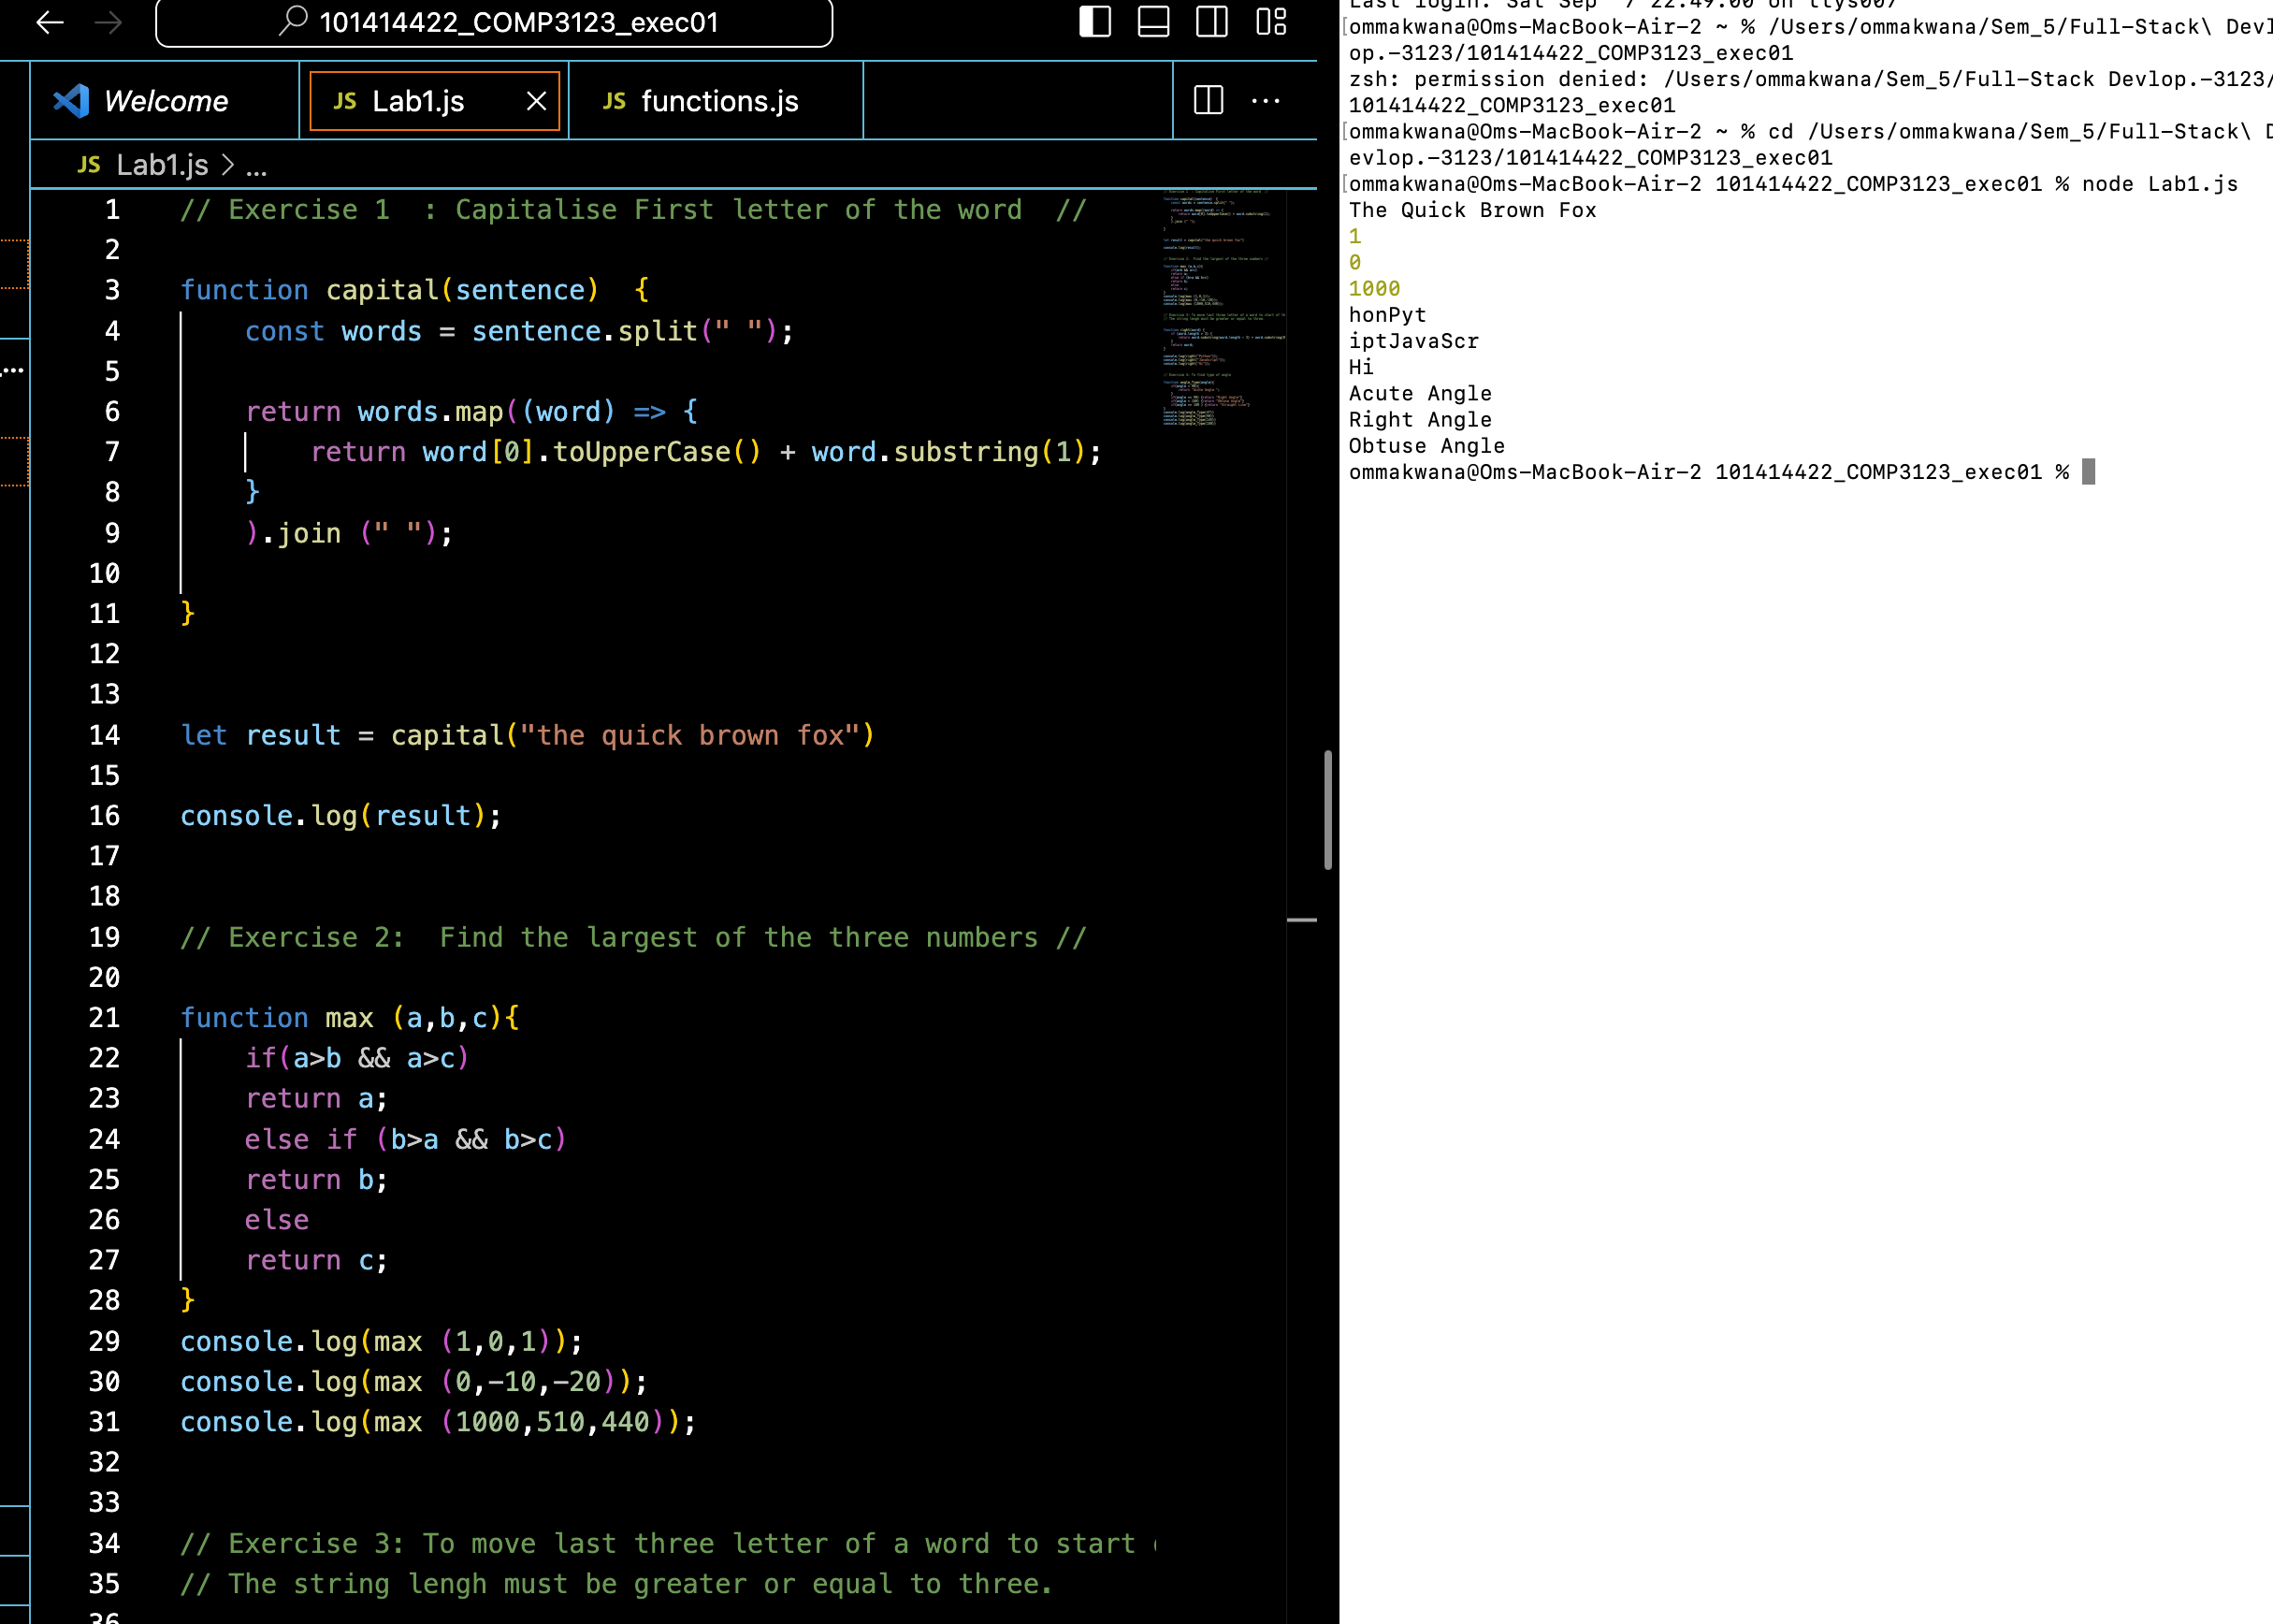 101414422_COMP3123_exec01
Welcome
JS Lab1.js
JS functions.js
JS Lab1.js > ...
1 // Exercise 1  : Capitalise First letter of the word  //
2
3 function capital(sentence)  {
4     const words = sentence.split(" ");
5
6     return words.map((word) => {
7         return word[0].toUpperCase() + word.substring(1);
8     }
9     ).join (" ");
10
11 }
12
13
14 let result = capital("the quick brown fox")
15
16 console.log(result);
17
18
19 // Exercise 2:  Find the largest of the three numbers //
20
21 function max (a,b,c){
22     if(a>b && a>c)
23     return a;
24     else if (b>a && b>c)
25     return b;
26     else
27     return c;
28 }
29 console.log(max (1,0,1));
30 console.log(max (0,-10,-20));
31 console.log(max (1000,510,440));
32
33
34 // Exercise 3: To move last three letter of a word to start
35 // The string lengh must be greater or equal to three.
36
Last login: Sat Sep  7 22:49:00 on ttys007
ommakwana@Oms-MacBook-Air-2 ~ % /Users/ommakwana/Sem_5/Full-Stack\ Devl
op.-3123/101414422_COMP3123_exec01
zsh: permission denied: /Users/ommakwana/Sem_5/Full-Stack Devlop.-3123/
101414422_COMP3123_exec01
ommakwana@Oms-MacBook-Air-2 ~ % cd /Users/ommakwana/Sem_5/Full-Stack\ D
evlop.-3123/101414422_COMP3123_exec01
ommakwana@Oms-MacBook-Air-2 101414422_COMP3123_exec01 % node Lab1.js
The Quick Brown Fox
1
0
1000
honPyt
iptJavaScr
Hi
Acute Angle
Right Angle
Obtuse Angle
ommakwana@Oms-MacBook-Air-2 101414422_COMP3123_exec01 %